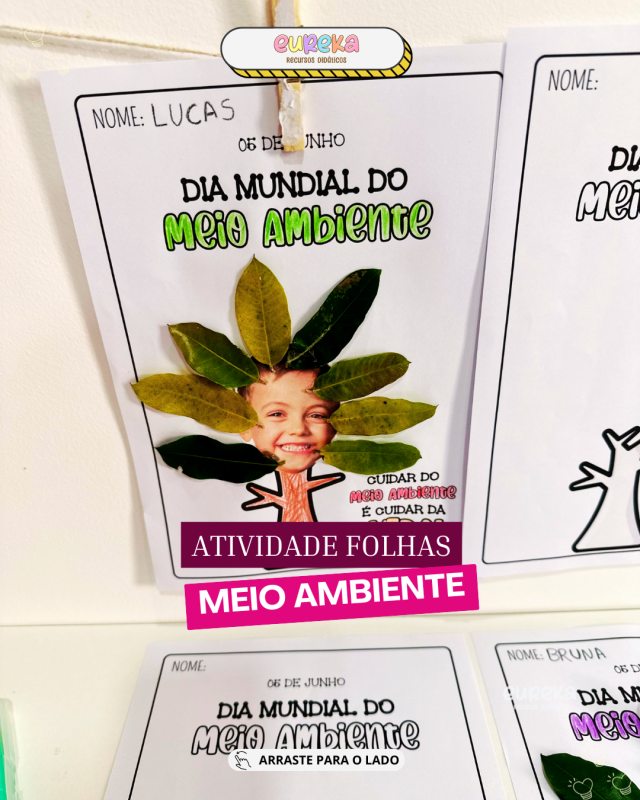 eureka
RECURSOS DIDÁTICOS
NOME: LUCAS
05 DE JUNHO
DIA MUNDIAL DO
MEIO AMBIENTE
CUIDAR DO
MEIO AMBIENTE
É CUIDAR DA
NOME:
ATIVIDADE FOLHAS
MEIO AMBIENTE
NOME:
05 DE JUNHO
DIA MUNDIAL DO
MEIO AMBIENTE
NOME: BRUNA
ARRASTE PARA O LADO